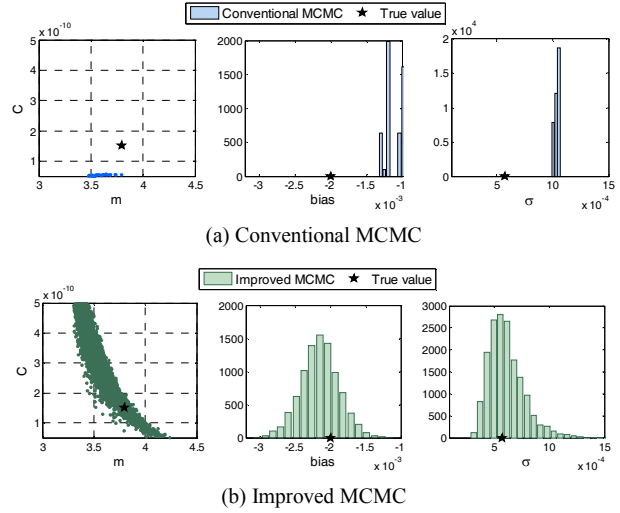 Conventional MCMC ★ True value
5 x 10^-10
4
3
2
1
3 3.5 4 4.5
C
m
2000
1500
1000
500
0
-3 -2.5 -2 -1.5 -1
x 10^-3
bias
2 x 10^4
1.5
1
0.5
0
5 10 15
x 10^-4
σ
(a) Conventional MCMC
Improved MCMC ★ True value
5 x 10^-10
4
3
2
1
3 3.5 4.0 4.5
C
m
2000
1500
1000
500
0
-3 -2.5 -2 -1.5 -1
x 10^-3
bias
3000
2500
2000
1500
1000
500
0
5 10 15
x 10^-4
σ
(b) Improved MCMC